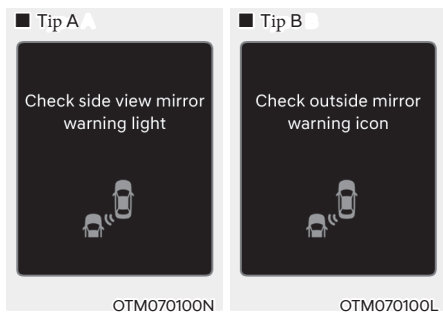 ■ Tip A
Check side view mirror
warning light
OTM070100N
■ Tip B
Check outside mirror
warning icon
OTM070100L